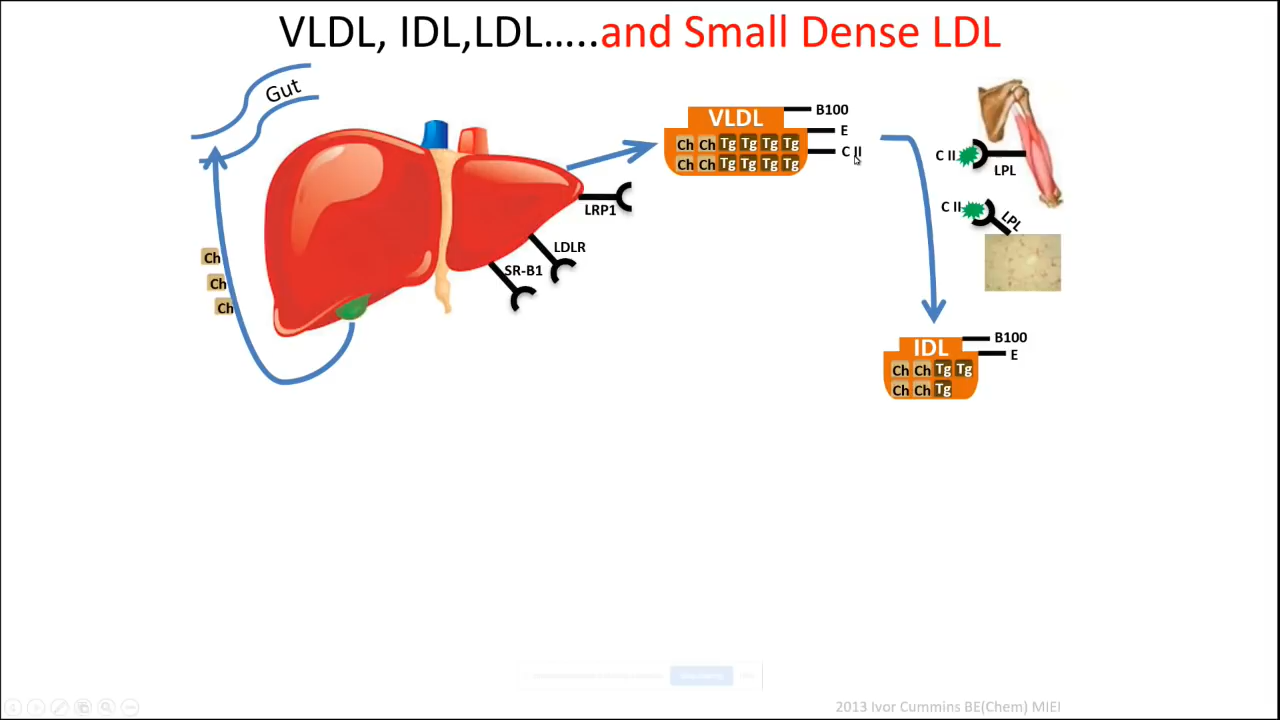 VLDL, IDL,LDL…..and Small Dense LDL
Gut
VLDL
B100
E
C II
Ch Ch Tg Tg Tg Tg
Ch Ch Tg Tg Tg Tg
C II
LPL
C II
LPL
LRP1
LDLR
SR-B1
Ch
Ch
Ch
IDL
B100
E
Ch Ch Tg Tg
Ch Ch Tg
2013 Ivor Cummins BE(Chem) MIEI